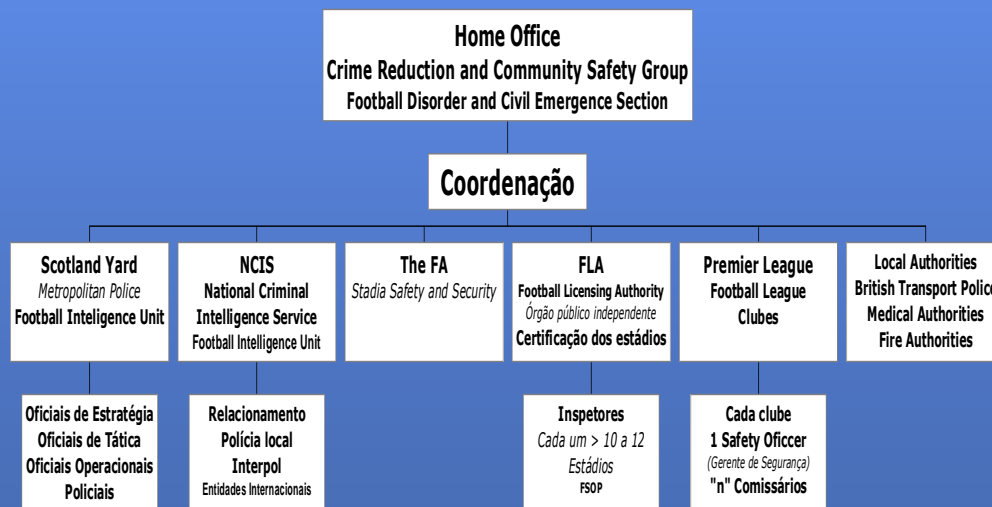 Home Office
Crime Reduction and Community Safety Group
Football Disorder and Civil Emergence Section
Coordenação
Scotland Yard
Metropolitan Police
Football Inteligence Unit
NCIS
National Criminal
Intelligence Service
Football Intelligence Unit
The FA
Stadia Safety and Security
FLA
Football Licensing Authority
Órgão público independente
Certificação dos estádios
Premier League
Football League
Clubes
Local Authorities
British Transport Police
Medical Authorities
Fire Authorities
Oficiais de Estratégia
Oficiais de Tática
Oficiais Operacionais
Policiais
Relacionamento
Polícia local
Interpol
Entidades Internacionais
Inspetores
Cada um > 10 a 12
Estádios
FSOP
Cada clube
1 Safety Oficcer
(Gerente de Segurança)
"n" Comissários